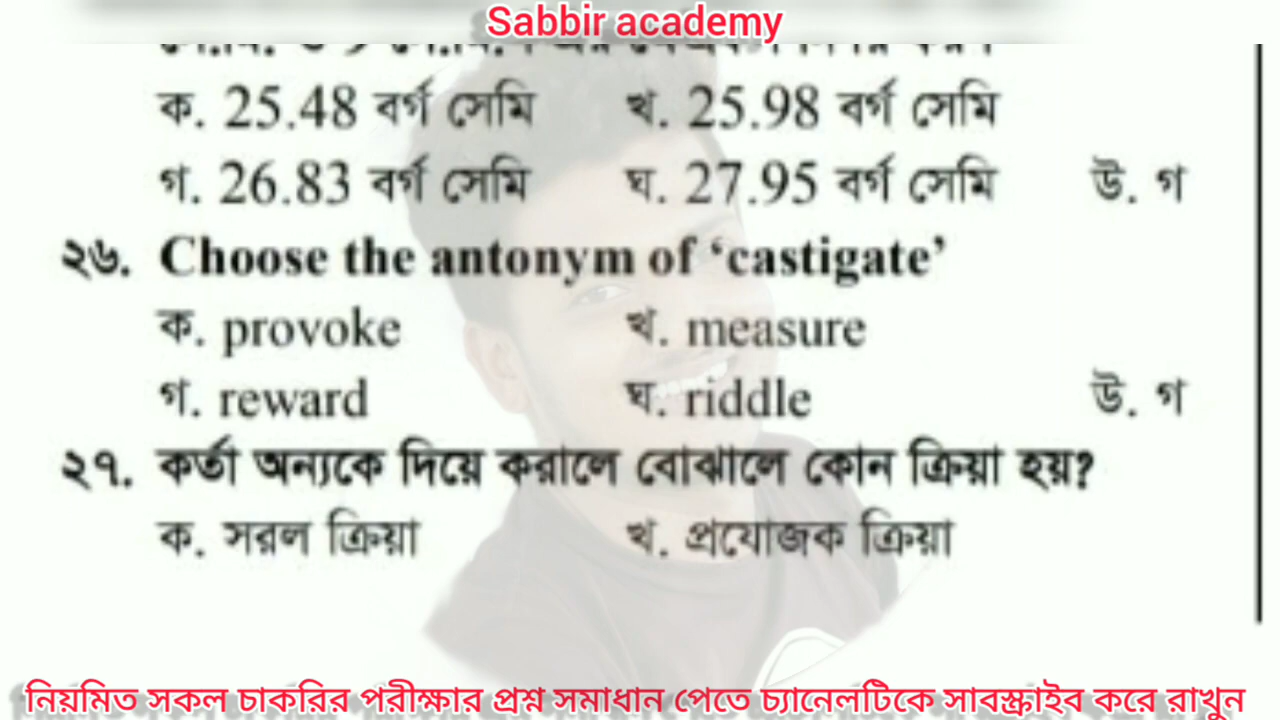 Sabbir academy
ক. 25.48 বর্গ সেমি খ. 25.98 বর্গ সেমি
গ. 26.83 বর্গ সেমি ঘ. 27.95 বর্গ সেমি উ. গ
২৬. Choose the antonym of ‘castigate’
ক. provoke খ. measure
গ. reward ঘ. riddle উ. গ
২৭. কর্তা অন্যকে দিয়ে করালে বোঝালে কোন ক্রিয়া হয়?
ক. সরল ক্রিয়া খ. প্রযোজক ক্রিয়া
নিয়মিত সকল চাকরির পরীক্ষার প্রশ্ন সমাধান পেতে চ্যানেলটিকে সাবস্ক্রাইব করে রাখুন